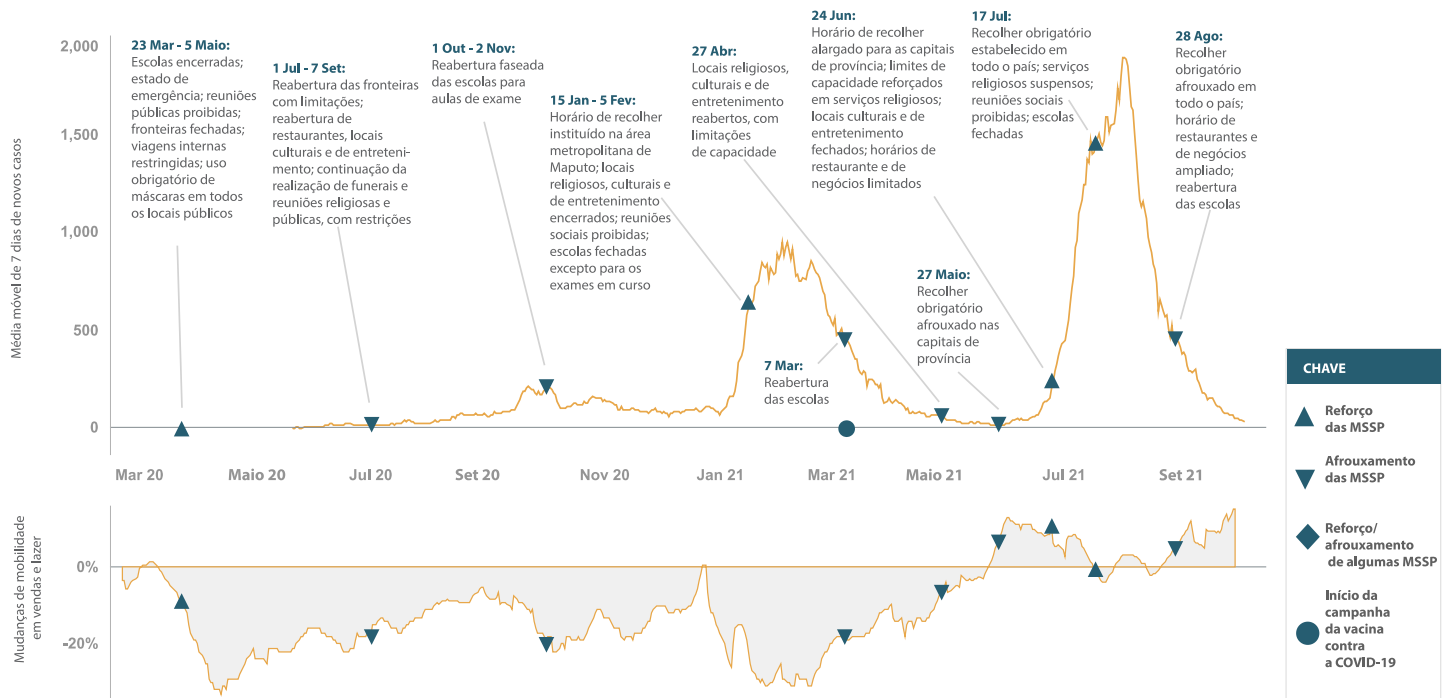 Média móvel de 7 dias de novos casos
2,000
1,500
1,000
500
0
23 Mar - 5 Maio:
Escolas encerradas;
estado de
emergência; reuniões
públicas proibidas;
fronteiras fechadas;
viagens internas
restringidas; uso
obrigatório de
máscaras em todos
os locais públicos
1 Jul - 7 Set:
Reabertura das fronteiras
com limitações;
reabertura de
restaurantes, locais
culturais e de entreteni-
mento; continuação da
realização de funerais e
reuniões religiosas e
públicas, com restrições
1 Out - 2 Nov:
Reabertura faseada
das escolas para
aulas de exame
15 Jan - 5 Fev:
Horário de recolher
instituído na área
metropolitana de
Maputo; locais
religiosos, culturais e
de entretenimento
encerrados; reuniões
sociais proibidas;
escolas fechadas
excepto para os
exames em curso
27 Abr:
Locais religiosos,
culturais e de
entretenimento
reabertos, com
limitações
de capacidade
7 Mar:
Reabertura
das escolas
24 Jun:
Horário de recolher
alargado para as capitais
de província; limites de
capacidade reforçados
em serviços religiosos;
locais culturais e de
entretenimento
fechados; horários de
restaurante e de
negócios limitados
27 Maio:
Recolher
obrigatório
afrouxado nas
capitais de
província
17 Jul:
Recolher obrigatório
estabelecido em
todo o país; serviços
religiosos suspensos;
reuniões sociais
proibidas; escolas
fechadas
28 Ago:
Recolher
obrigatório
afrouxado em
todo o país;
horário de
restaurantes e
de negócios
ampliado;
reabertura
das escolas
Mar 20
Maio 20
Jul 20
Set 20
Nov 20
Jan 21
Mar 21
Maio 21
Jul 21
Set 21
Mudanças de mobilidade
em vendas e lazer
0%
-20%
CHAVE
Reforço
das MSSP
Afrouxamento
das MSSP
Reforço/
afrouxamento
de algumas MSSP
Início da
campanha
da vacina
contra
a COVID-19